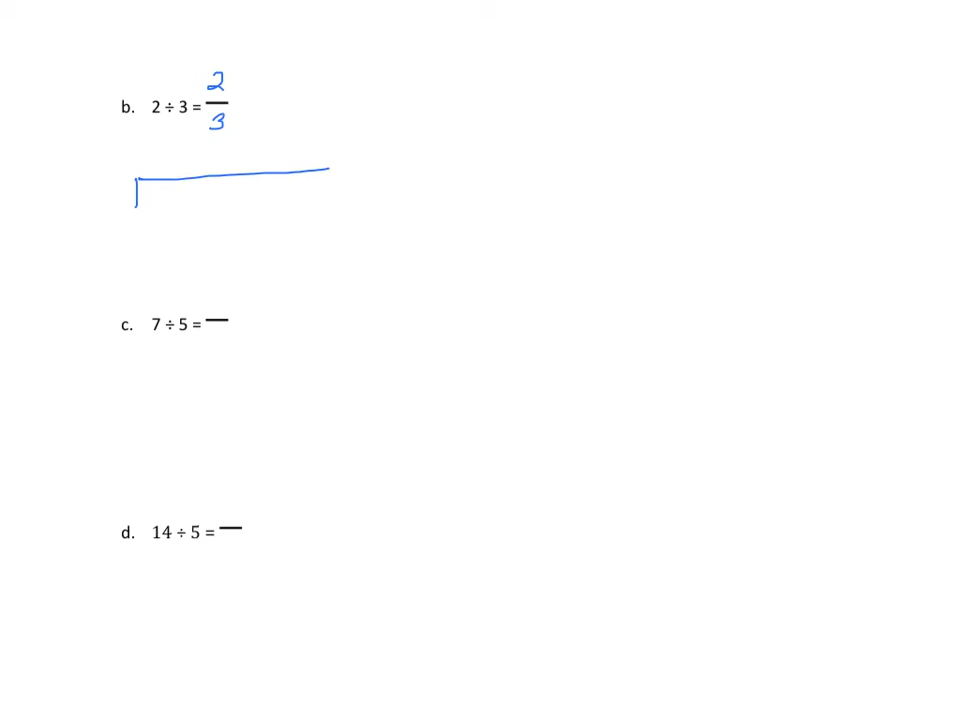 b. 2 ÷ 3 = 2/3
c. 7 ÷ 5 = —
d. 14 ÷ 5 = —